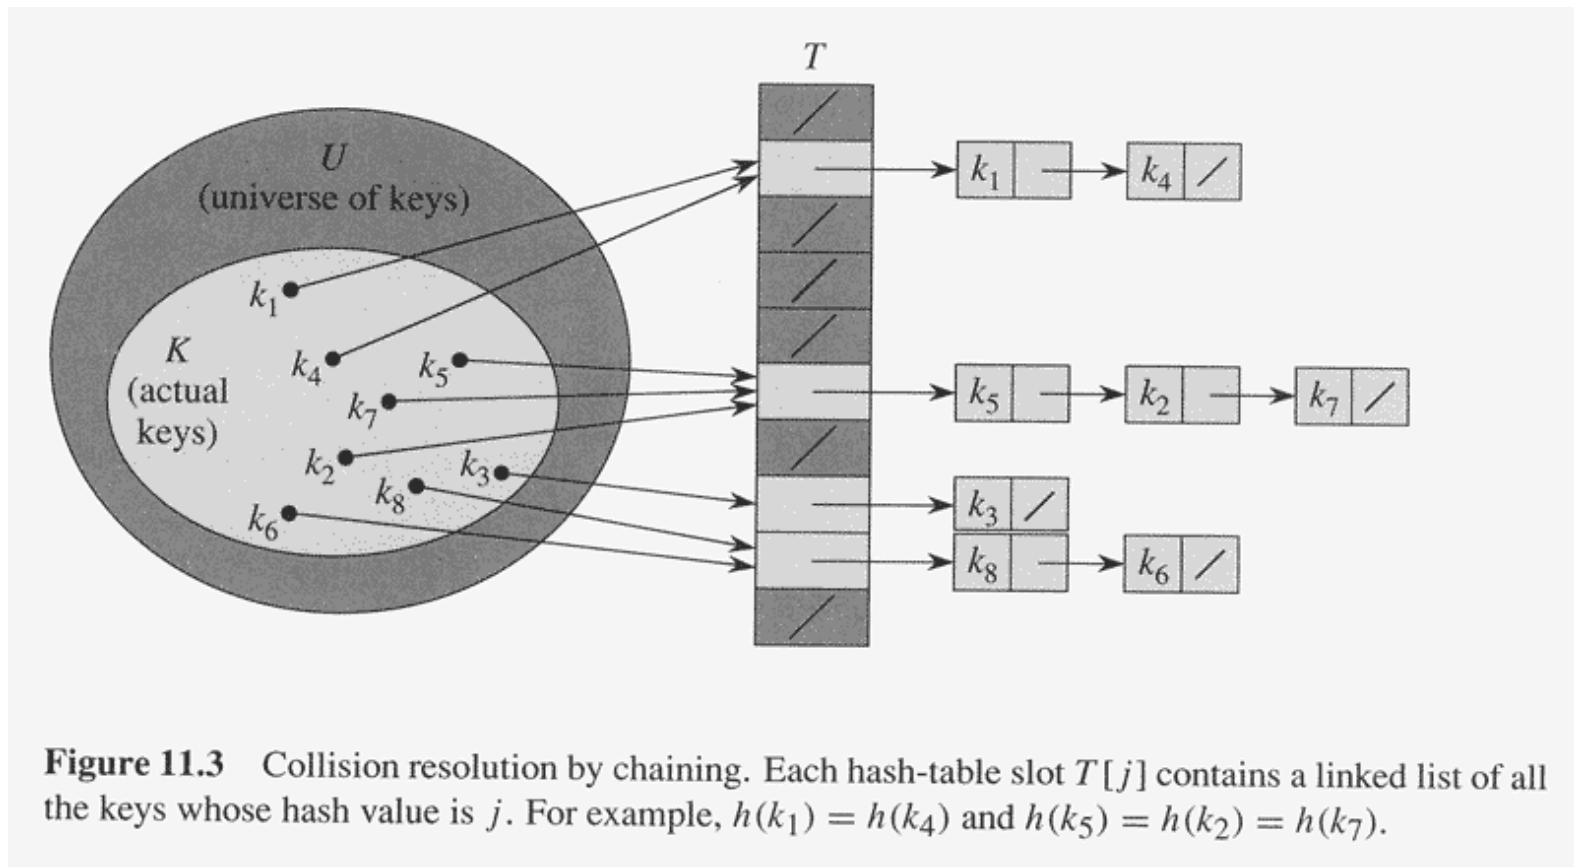 T
U
(universe of keys)
k₁ k₄
k₁
K
(actual
keys)
k₄ k₅
k₇
k₅ k₂ k₇
k₂ k₃
k₈
k₆
k₃
k₈ k₆
Figure 11.3 Collision resolution by chaining. Each hash-table slot T[j] contains a linked list of all
the keys whose hash value is j. For example, h(k₁) = h(k₄) and h(k₅) = h(k₂) = h(k₇).